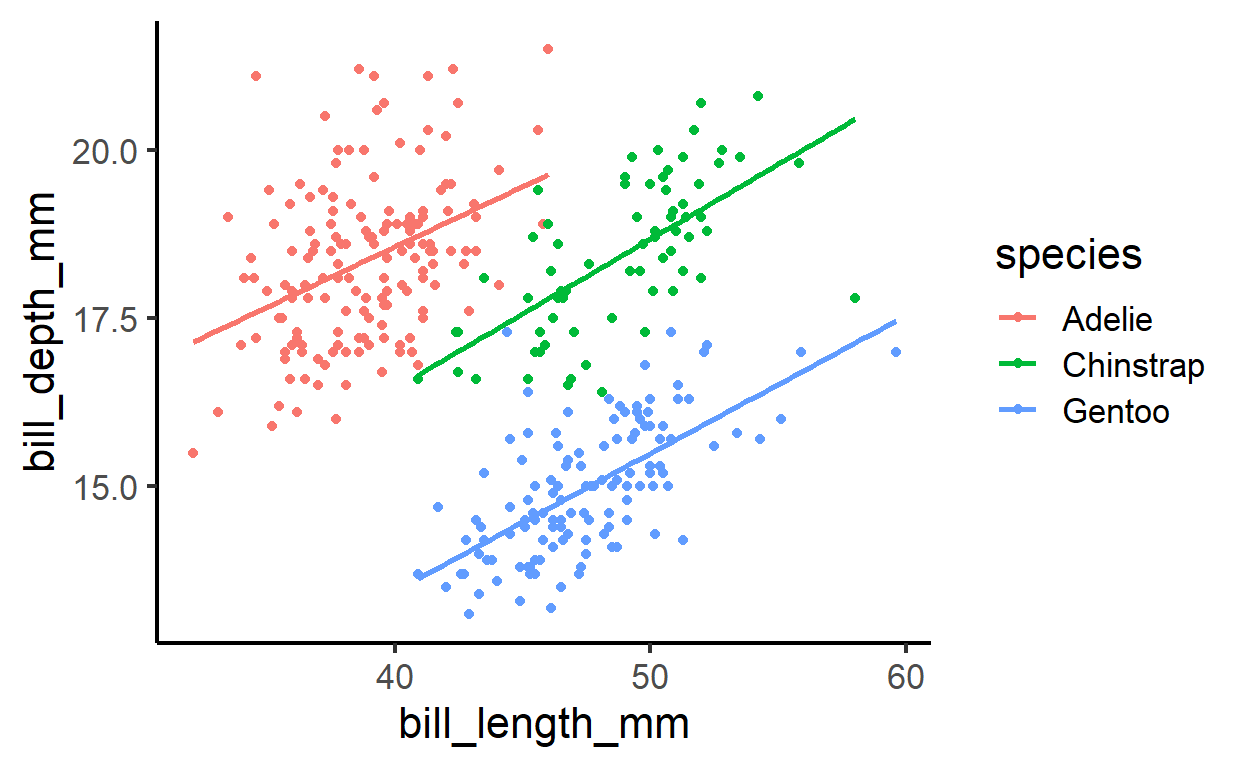 20.0
17.5
15.0
bill_depth_mm
40 50 60
bill_length_mm
species
Adelie
Chinstrap
Gentoo